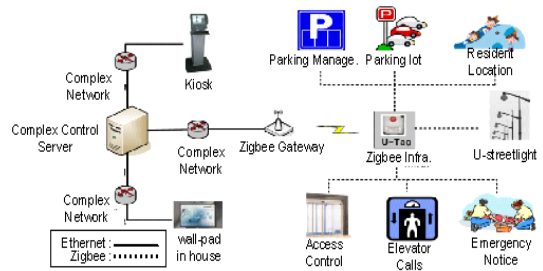 Parking Manage.
Parking lot
Resident
Location
Complex
Network
Kiosk
Complex Control
Server
Complex
Network
Zigbee Gateway
U-Tag
Zigbee Infra.
U-streetlight
Complex
Network
wall-pad
in house
Access
Control
Elevator
Calls
Emergency
Notice
Ethernet :
Zigbee :